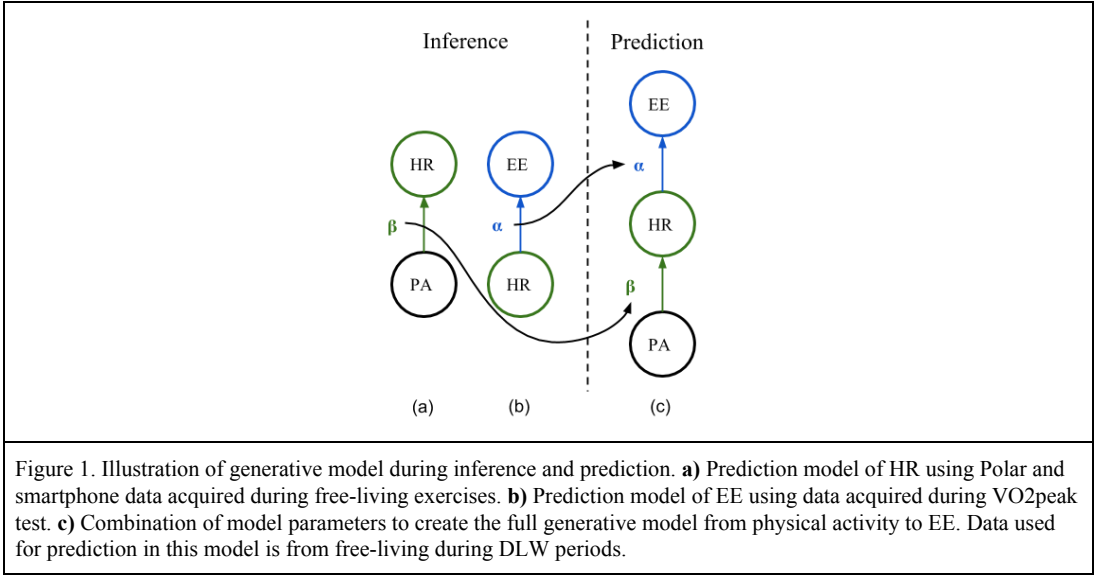 Inference
Prediction
EE
HR
EE
α
HR
β
α
β
PA
HR
PA
(a)
(b)
(c)
Figure 1. Illustration of generative model during inference and prediction. a) Prediction model of HR using Polar and
smartphone data acquired during free-living exercises. b) Prediction model of EE using data acquired during VO2peak
test. c) Combination of model parameters to create the full generative model from physical activity to EE. Data used
for prediction in this model is from free-living during DLW periods.